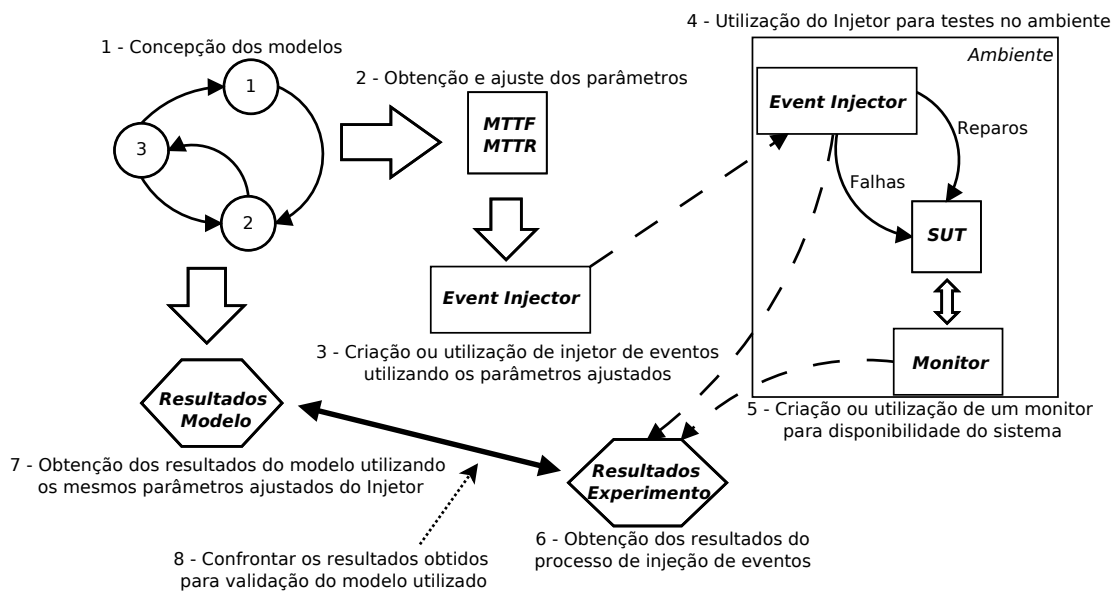 4 - Utilização do Injetor para testes no ambiente
1 - Concepção dos modelos
Ambiente
2 - Obtenção e ajuste dos parâmetros
1
Event Injector
MTTF
MTTR
Reparos
3
Falhas
2
SUT
Event Injector
3 - Criação ou utilização de injetor de eventos
utilizando os parâmetros ajustados
Monitor
Resultados
Modelo
5 - Criação ou utilização de um monitor
para disponibilidade do sistema
7 - Obtenção dos resultados do modelo utilizando
os mesmos parâmetros ajustados do Injetor
Resultados
Experimento
6 - Obtenção dos resultados do
processo de injeção de eventos
8 - Confrontar os resultados obtidos
para validação do modelo utilizado